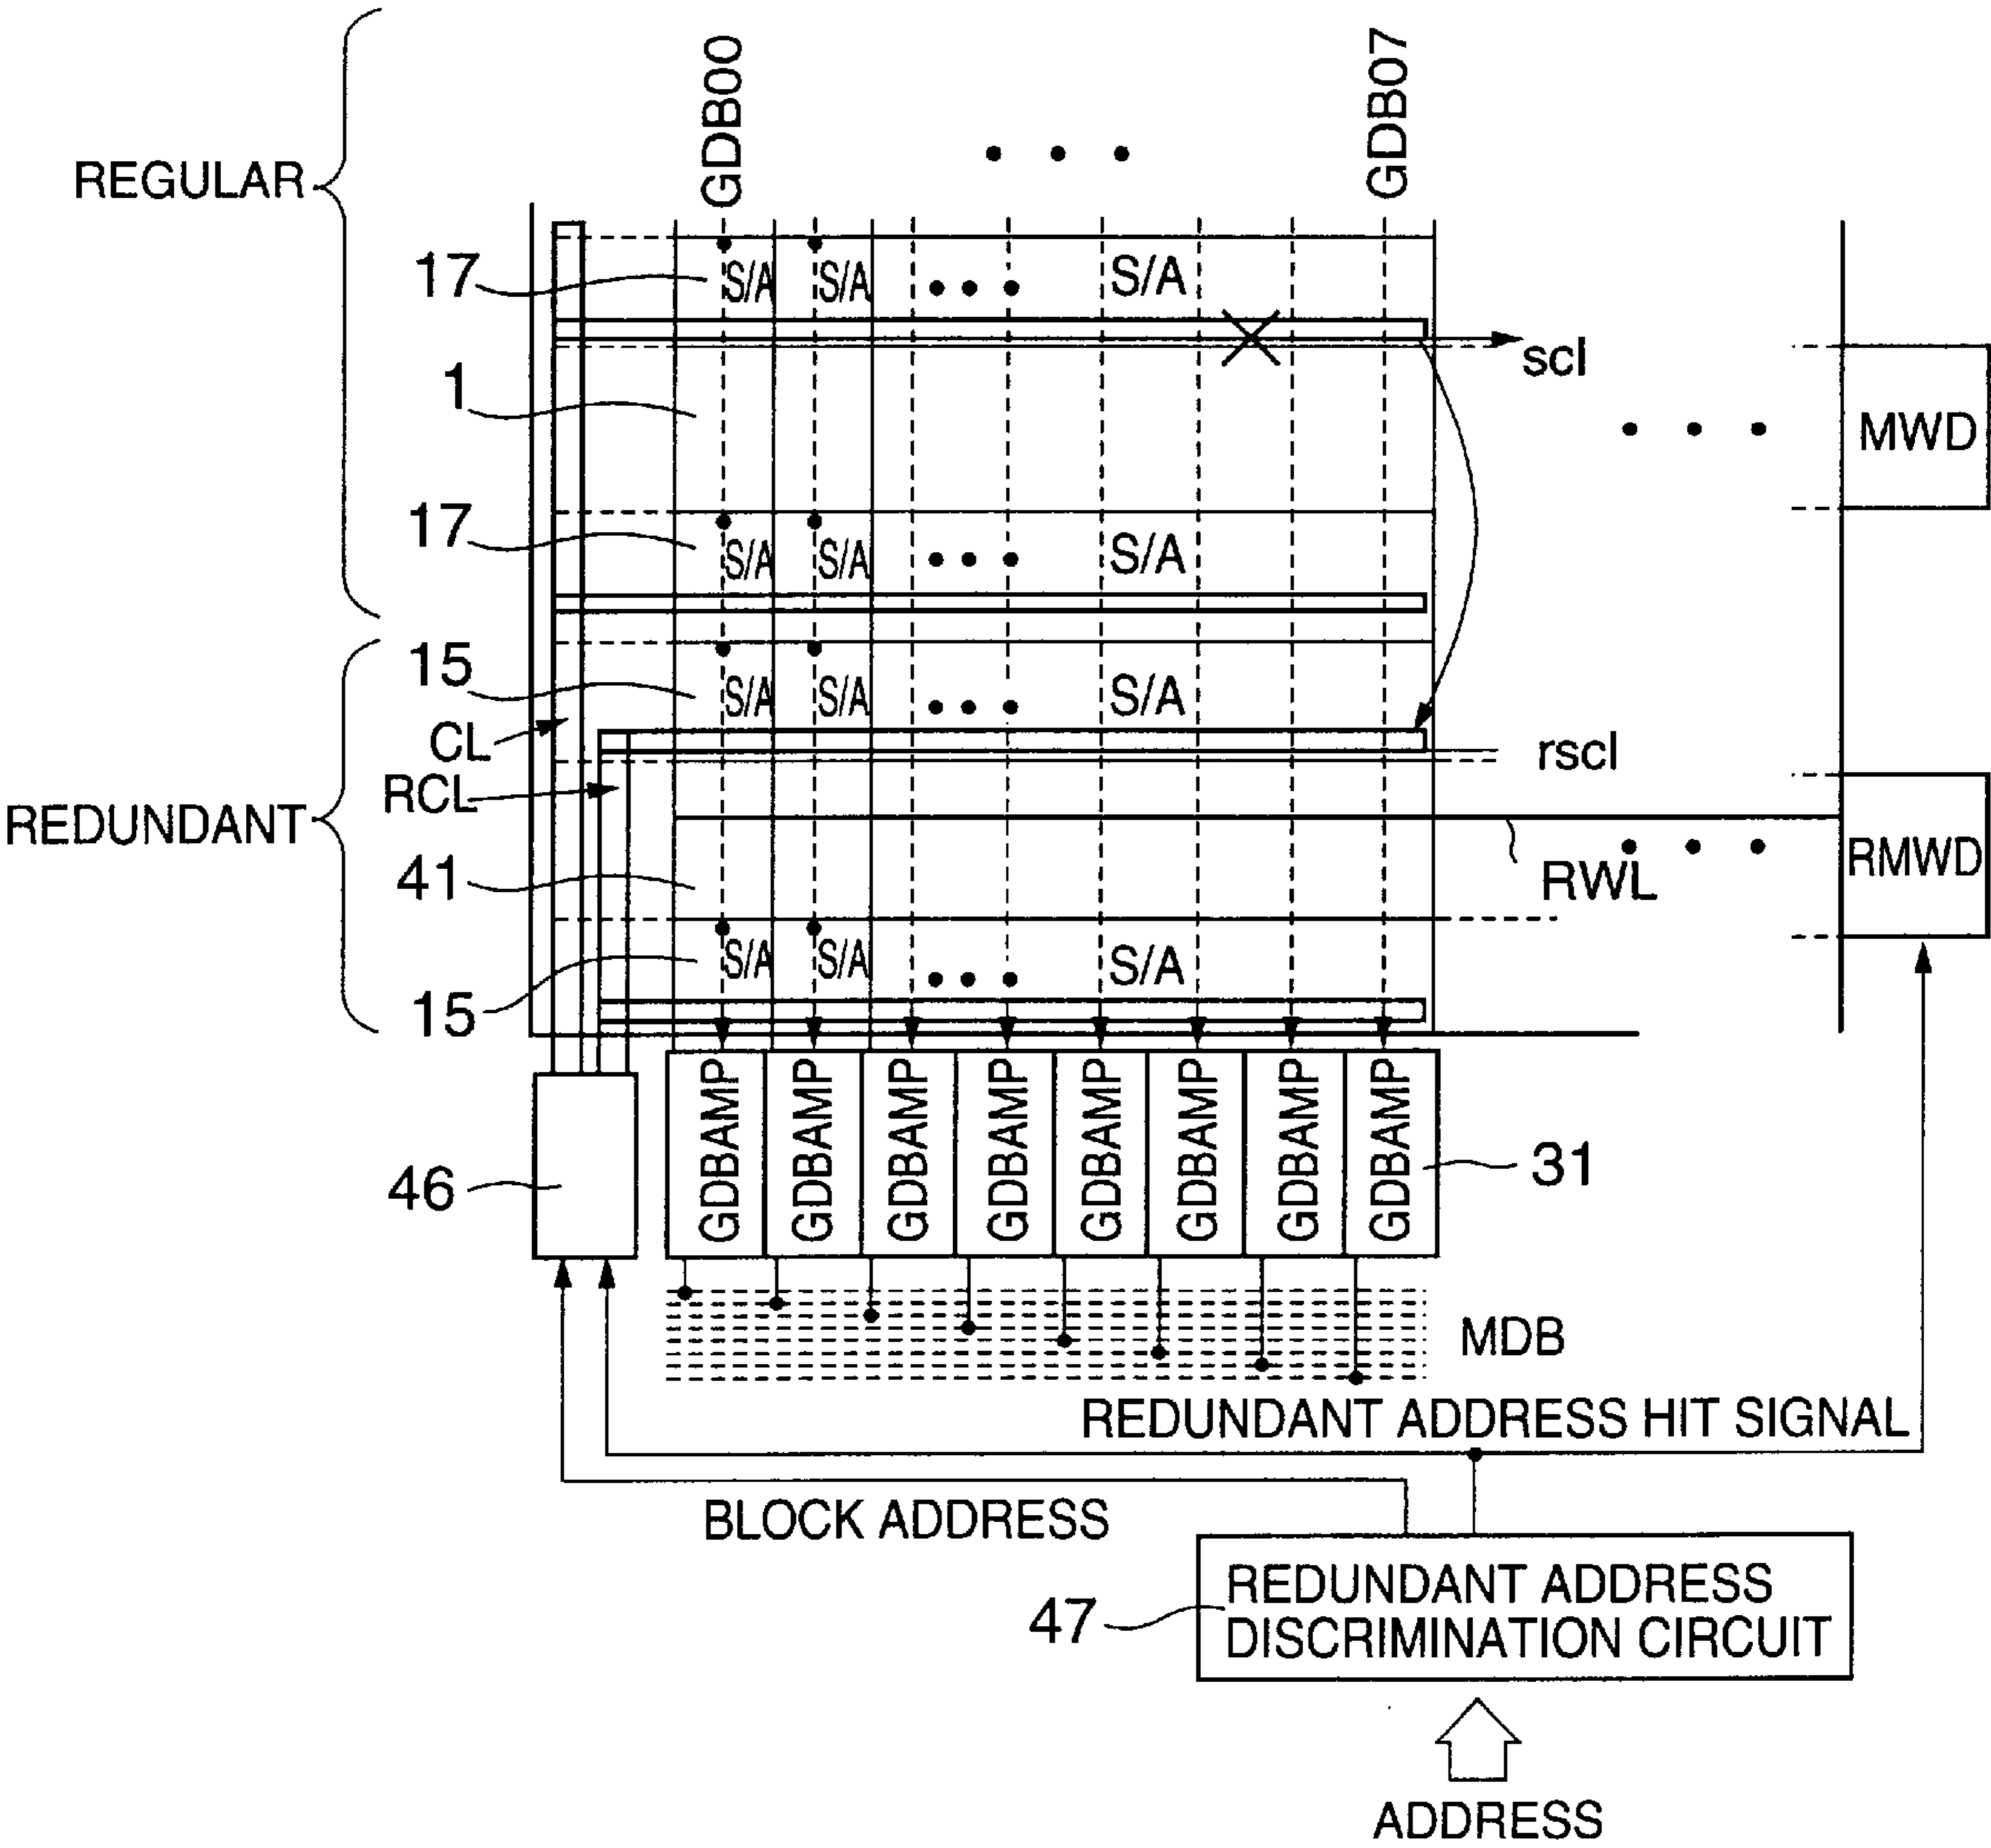 GDB00
GDB07
REGULAR
17
S/A
S/A
S/A
scl
1
MWD
17
S/A
S/A
S/A
15
S/A
S/A
S/A
CL
rscl
RCL
REDUNDANT
41
RWL
RMWD
S/A
S/A
S/A
15
GDBAMP
GDBAMP
GDBAMP
GDBAMP
GDBAMP
GDBAMP
GDBAMP
GDBAMP
46
31
MDB
REDUNDANT ADDRESS HIT SIGNAL
BLOCK ADDRESS
47
REDUNDANT ADDRESS
DISCRIMINATION CIRCUIT
ADDRESS